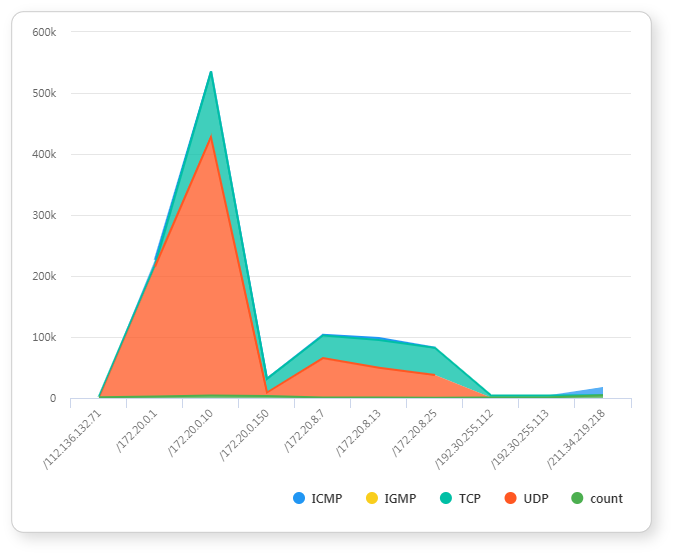 600k
500k
400k
300k
200k
100k
0
/112.136.132.71
/172.20.0.1
/172.20.0.10
/172.20.0.150
/172.20.8.7
/172.20.8.13
/172.20.8.25
/192.30.255.112
/192.30.255.113
/211.34.219.218
ICMP IGMP TCP UDP count